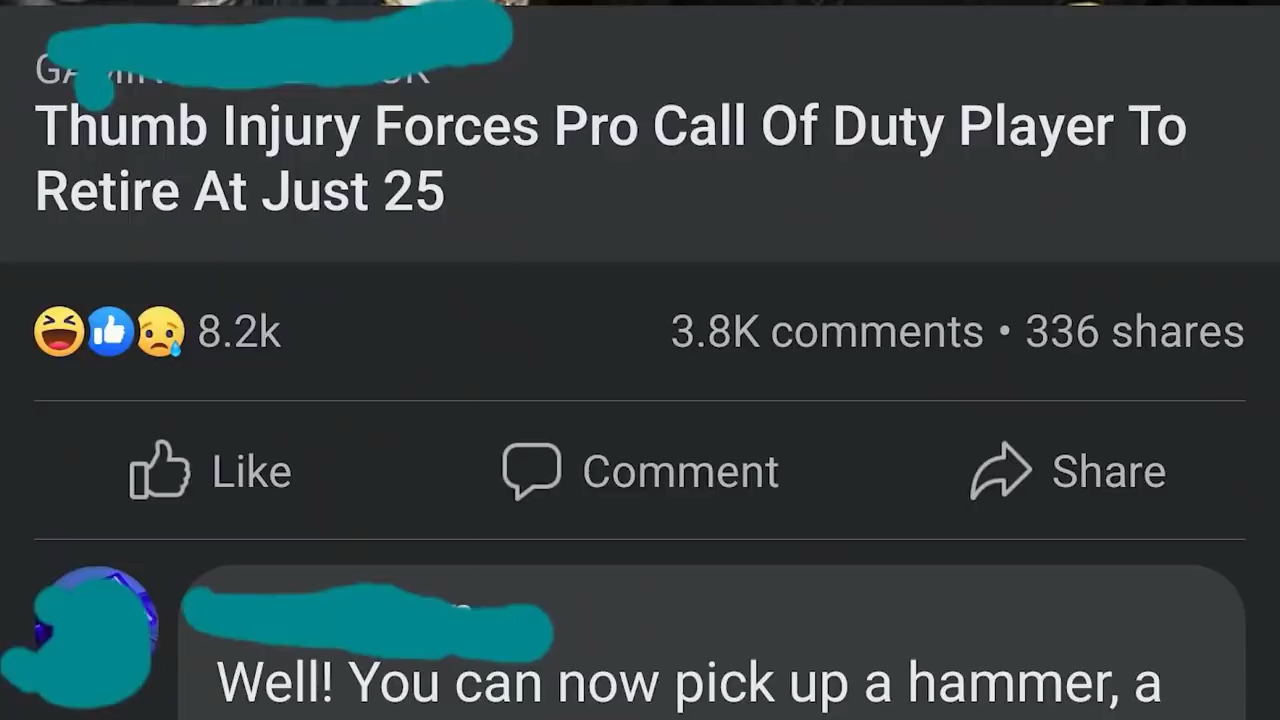 Thumb Injury Forces Pro Call Of Duty Player To
Retire At Just 25
8.2k
3.8K comments • 336 shares
Like
Comment
Share
Well! You can now pick up a hammer, a